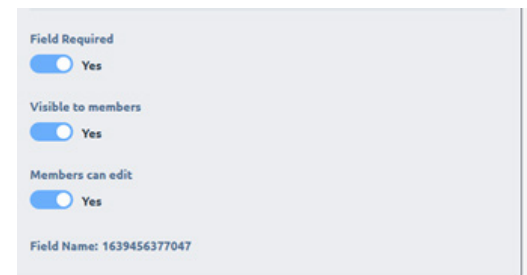 Field Required
Yes
Visible to members
Yes
Members can edit
Yes
Field Name: 1639456377047